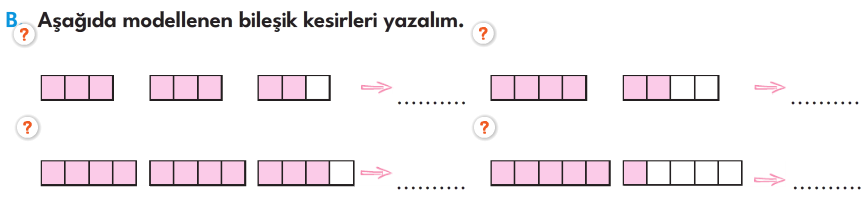 B. Aşağıda modellenen bileşik kesirleri yazalım.
? ?
.......... ..........
? ?
.......... ..........